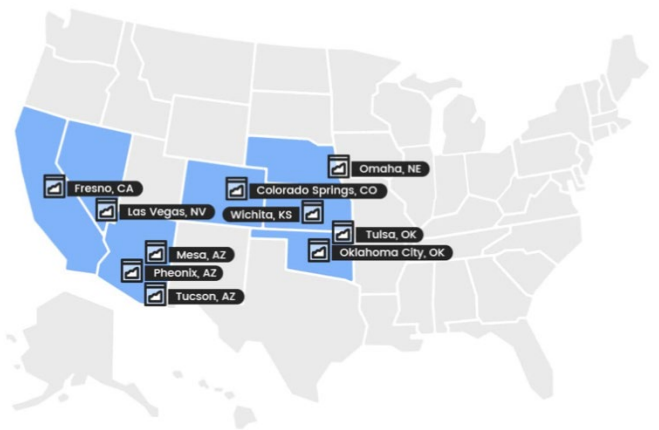 Omaha, NE
Fresno, CA
Colorado Springs, CO
Las Vegas, NV
Wichita, KS
Tulsa, OK
Mesa, AZ
Oklahoma City, OK
Pheonix, AZ
Tucson, AZ